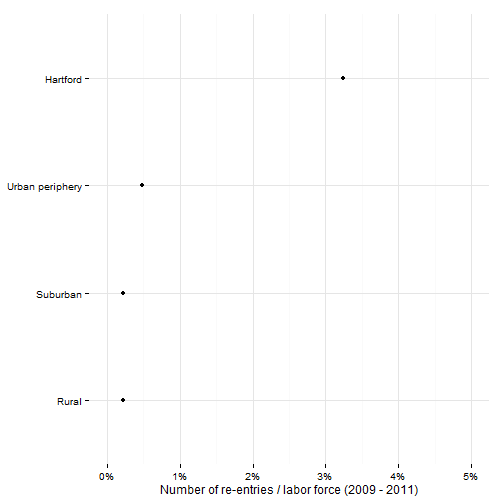 Hartford
Urban periphery
Suburban
Rural
0% 1% 2% 3% 4% 5%
Number of re-entries / labor force (2009 - 2011)